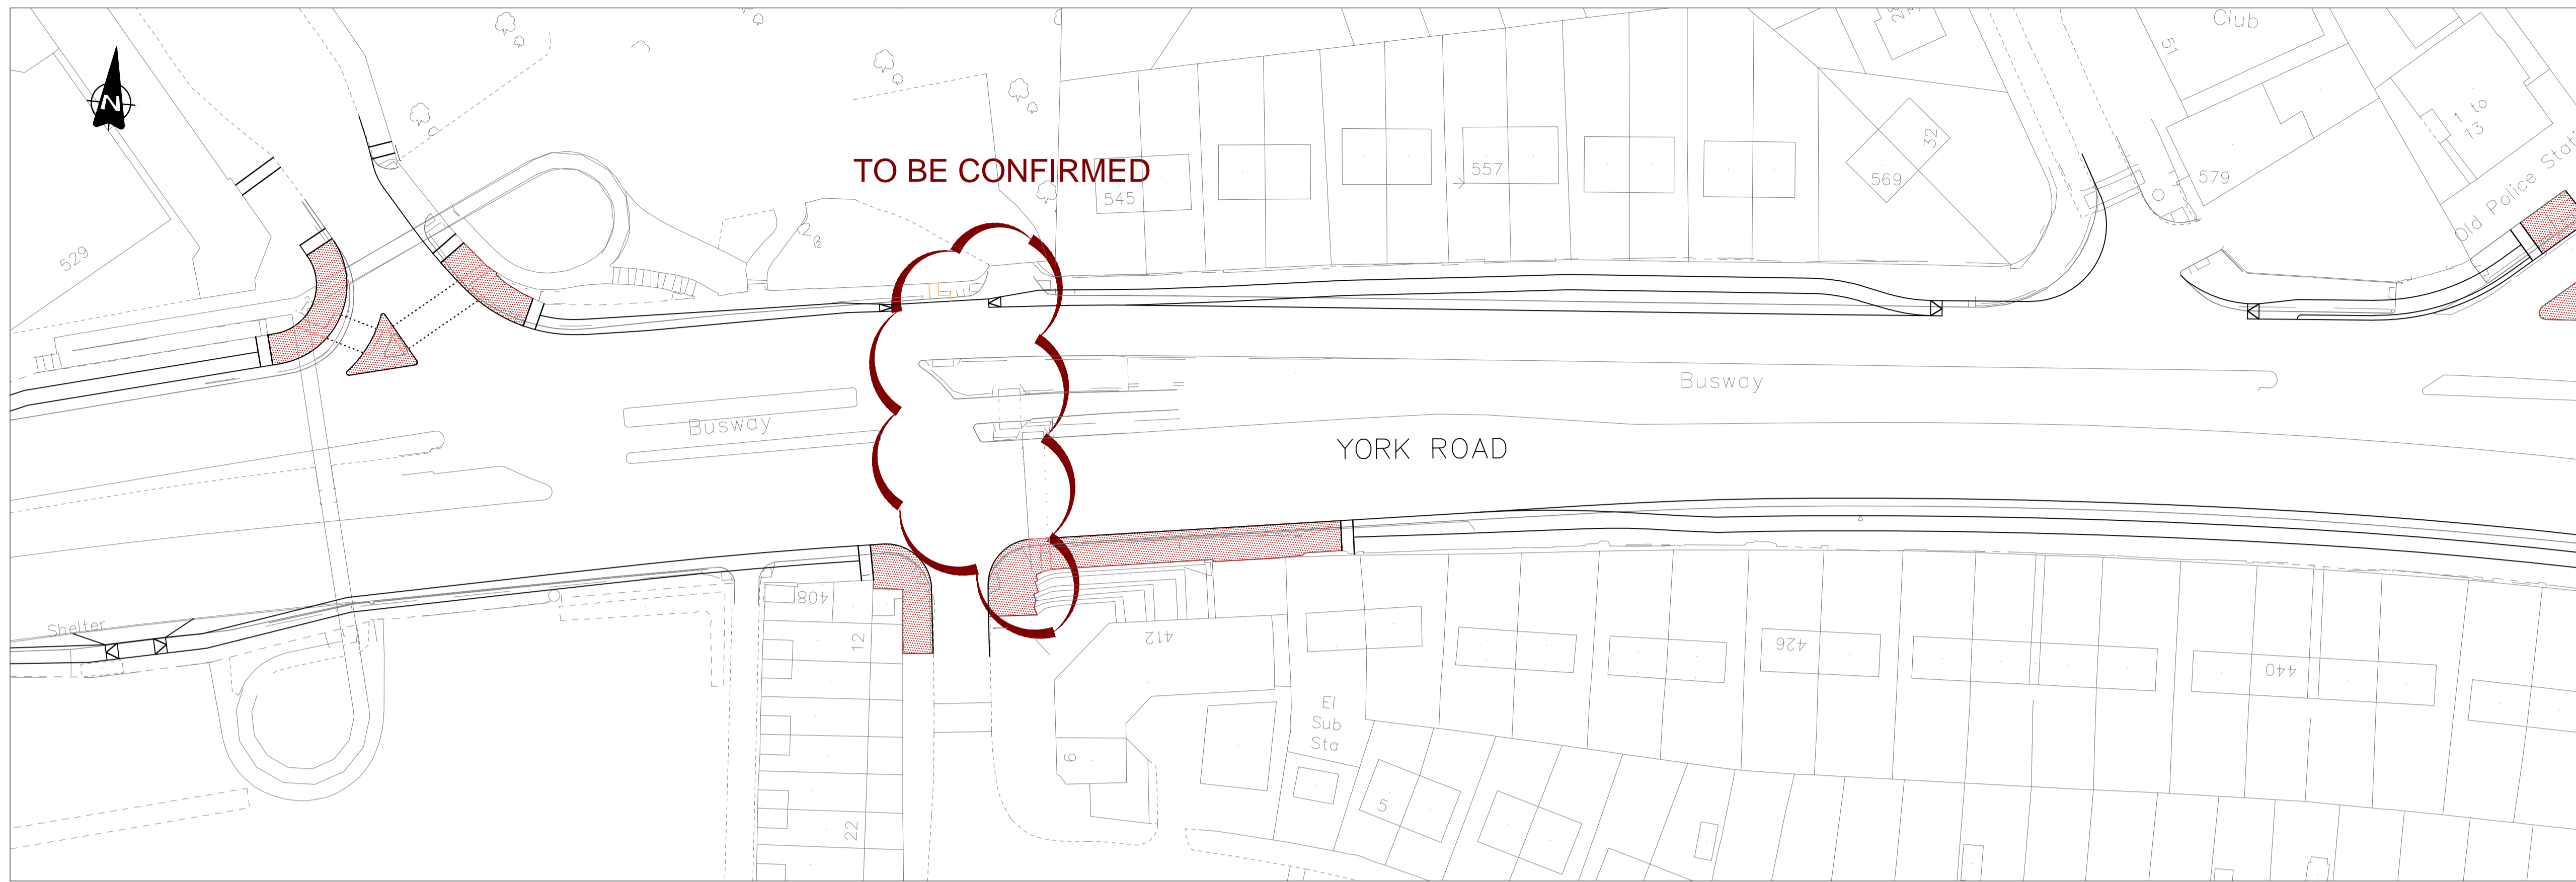 Club
51
N
1 to
13
TO BE CONFIRMED
557
32
545
569
579
Old Police Stat
529
Busway
Busway
YORK ROAD
Shelter
408
12
412
426
440
El
Sub
Sta
9
5
22